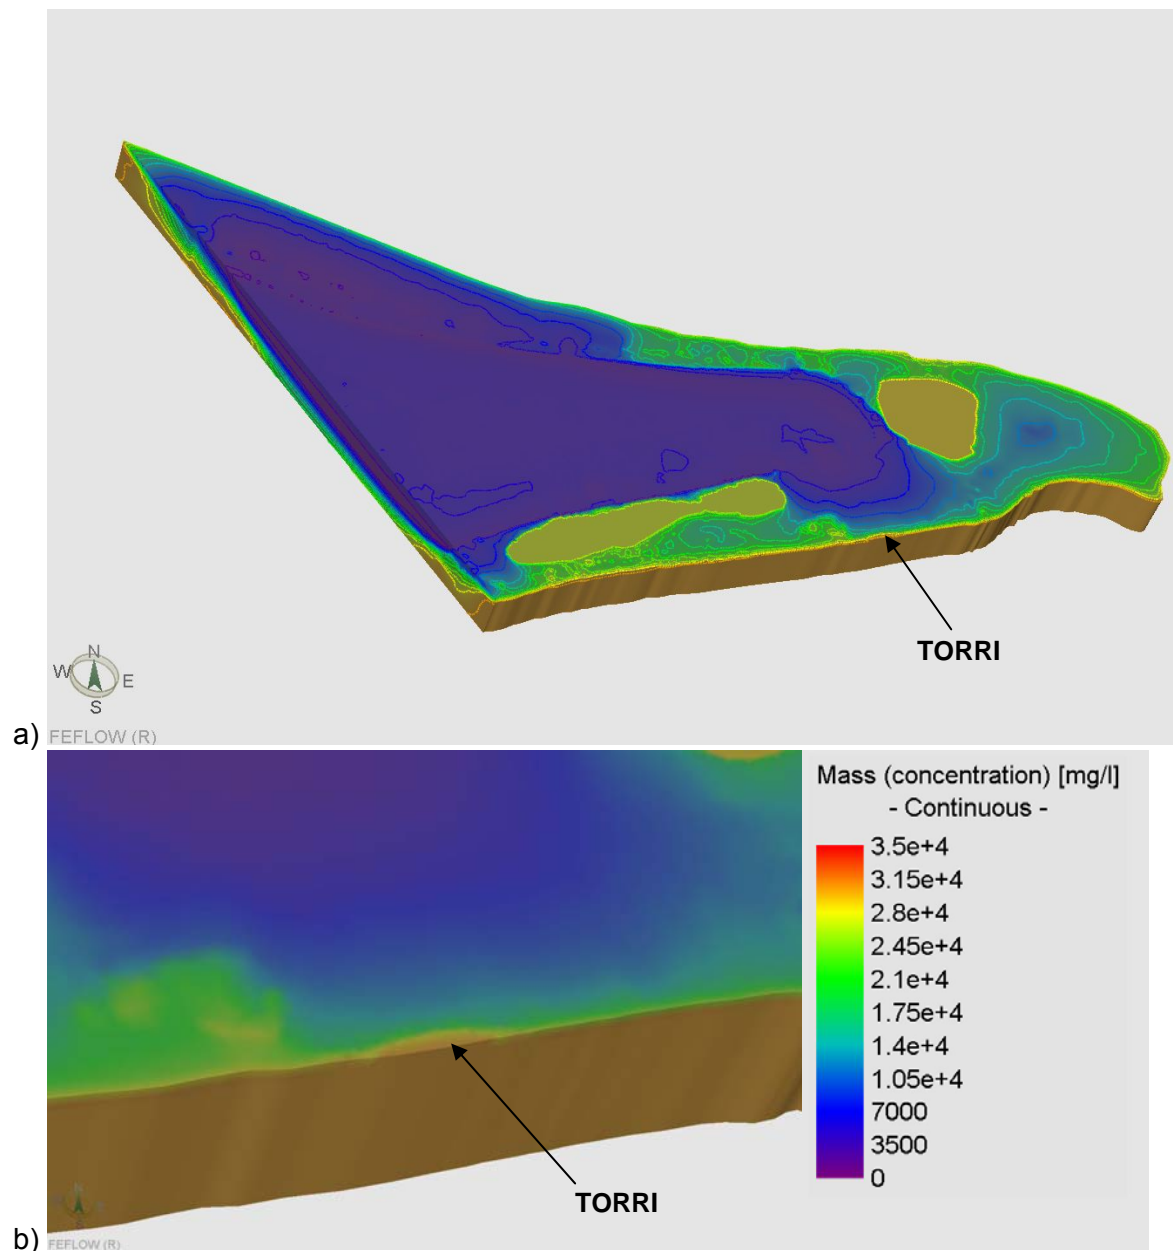 TORRI
N
W
E
S
a) FEFLOW (R)
Mass (concentration) [mg/l]
- Continuous -
3.5e+4
3.15e+4
2.8e+4
2.45e+4
2.1e+4
1.75e+4
1.4e+4
1.05e+4
7000
3500
0
TORRI
b) FEFLOW (R)